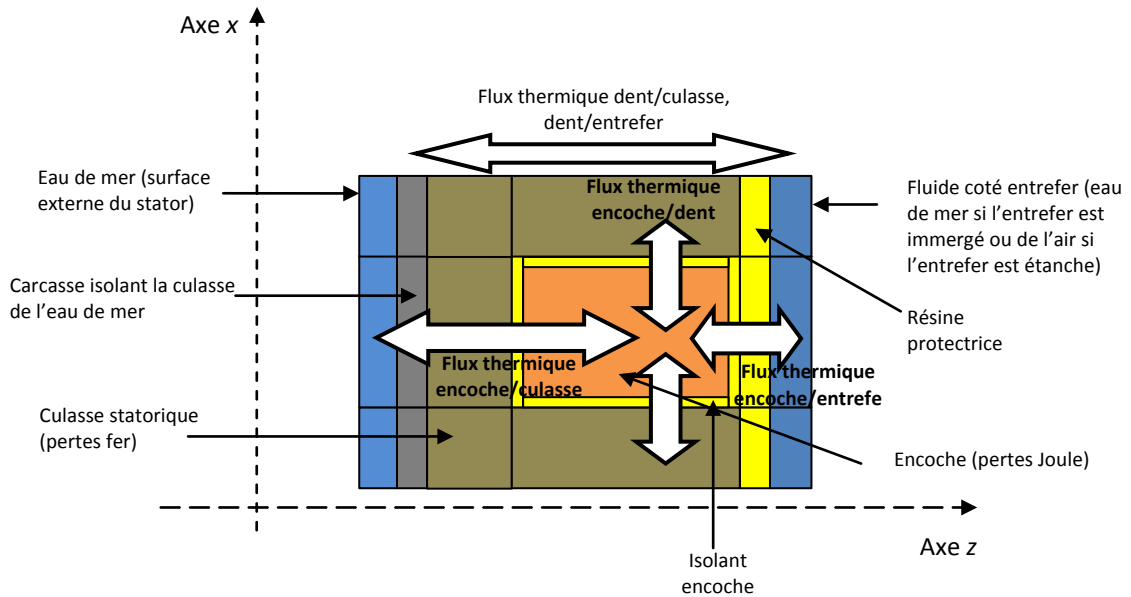 Axe x
Flux thermique dent/culasse,
dent/entrefer
Eau de mer (surface
externe du stator)
Flux thermique
encoche/dent
Fluide coté entrefer (eau
de mer si l'entrefer est
immergé ou de l'air si
l'entrefer est étanche)
Carcasse isolant la culasse
de l'eau de mer
Résine
protectrice
Flux thermique
encoche/culasse
Flux thermique
encoche/entrefe
Culasse statorique
(pertes fer)
Encoche (pertes Joule)
Axe z
Isolant
encoche